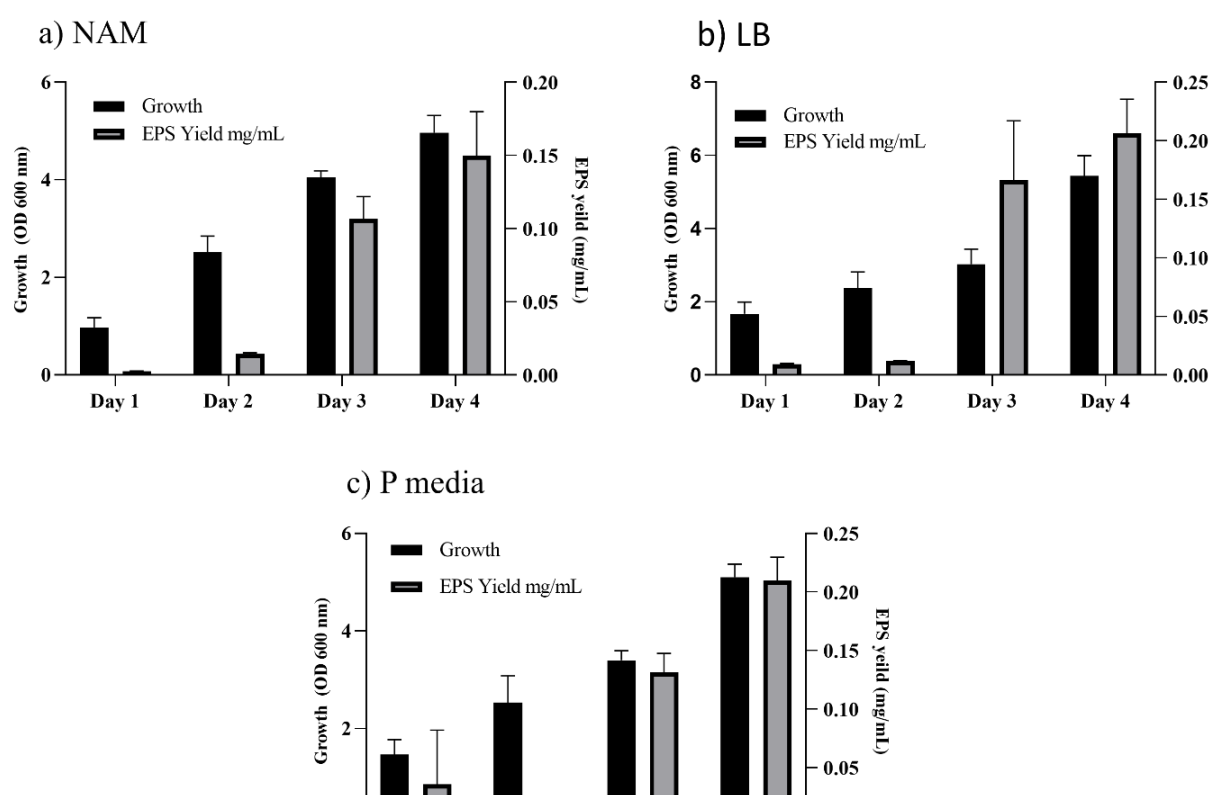 a) NAM
6
4
2
0
Growth (OD 600 nm)
Growth
EPS Yield mg/mL
0.20
0.15
0.10
0.05
0.00
EPS yeild (mg/mL)
Day 1 Day 2 Day 3 Day 4
b) LB
8
6
4
2
0
Growth (OD 600 nm)
Growth
EPS Yield mg/mL
0.25
0.20
0.15
0.10
0.05
0.00
Day 1 Day 2 Day 3 Day 4
c) P media
6
4
2
Growth (OD 600 nm)
Growth
EPS Yield mg/mL
0.25
0.20
0.15
0.10
0.05
EPS yeild (mg/mL)